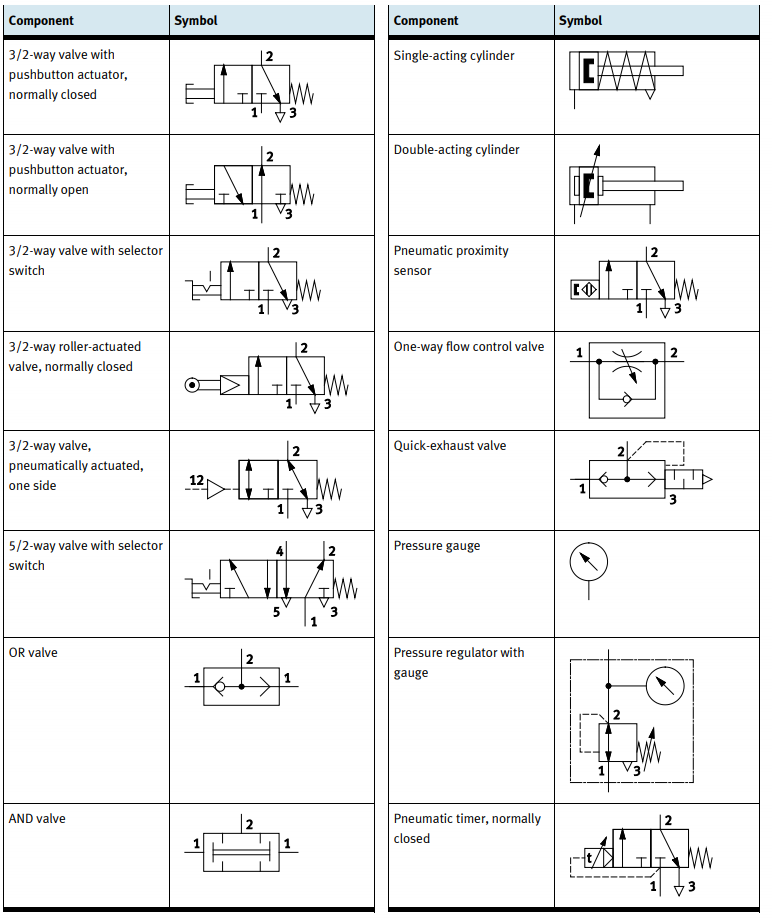 Component Symbol
3/2-way valve with
pushbutton actuator,
normally closed
2
1 3
3/2-way valve with
pushbutton actuator,
normally open
2
1 3
3/2-way valve with selector
switch
2
1 3
3/2-way roller-actuated
valve, normally closed
2
1 3
3/2-way valve,
pneumatically actuated,
one side
2
12
1 3
5/2-way valve with selector
switch
4 2
5 3
1
OR valve
2
1 1
AND valve
2
1 1
Component Symbol
Single-acting cylinder
Double-acting cylinder
Pneumatic proximity
sensor
2
1 3
One-way flow control valve
1 2
Quick-exhaust valve
2
1 3
Pressure gauge
Pressure regulator with
gauge
2
1 3
Pneumatic timer, normally
closed
2
t
1 3